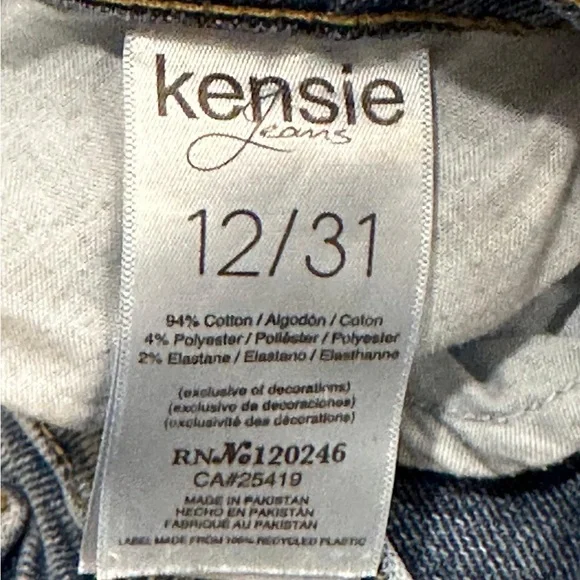 kensie
Jeans
12/31
94% Cotton / Algodón / Coton
4% Polyester / Poliéster / Polyester
2% Elastane / Elastano / Elasthanne
(exclusive of decorations)
(exclusivo de decoraciones)
(exclusivité des décorations)
RN No 120246
CA#25419
MADE IN PAKISTAN
HECHO EN PAKISTAN
FABRIQUÉ AU PAKISTAN
LABEL MADE FROM 100% RECYCLED PLASTIC